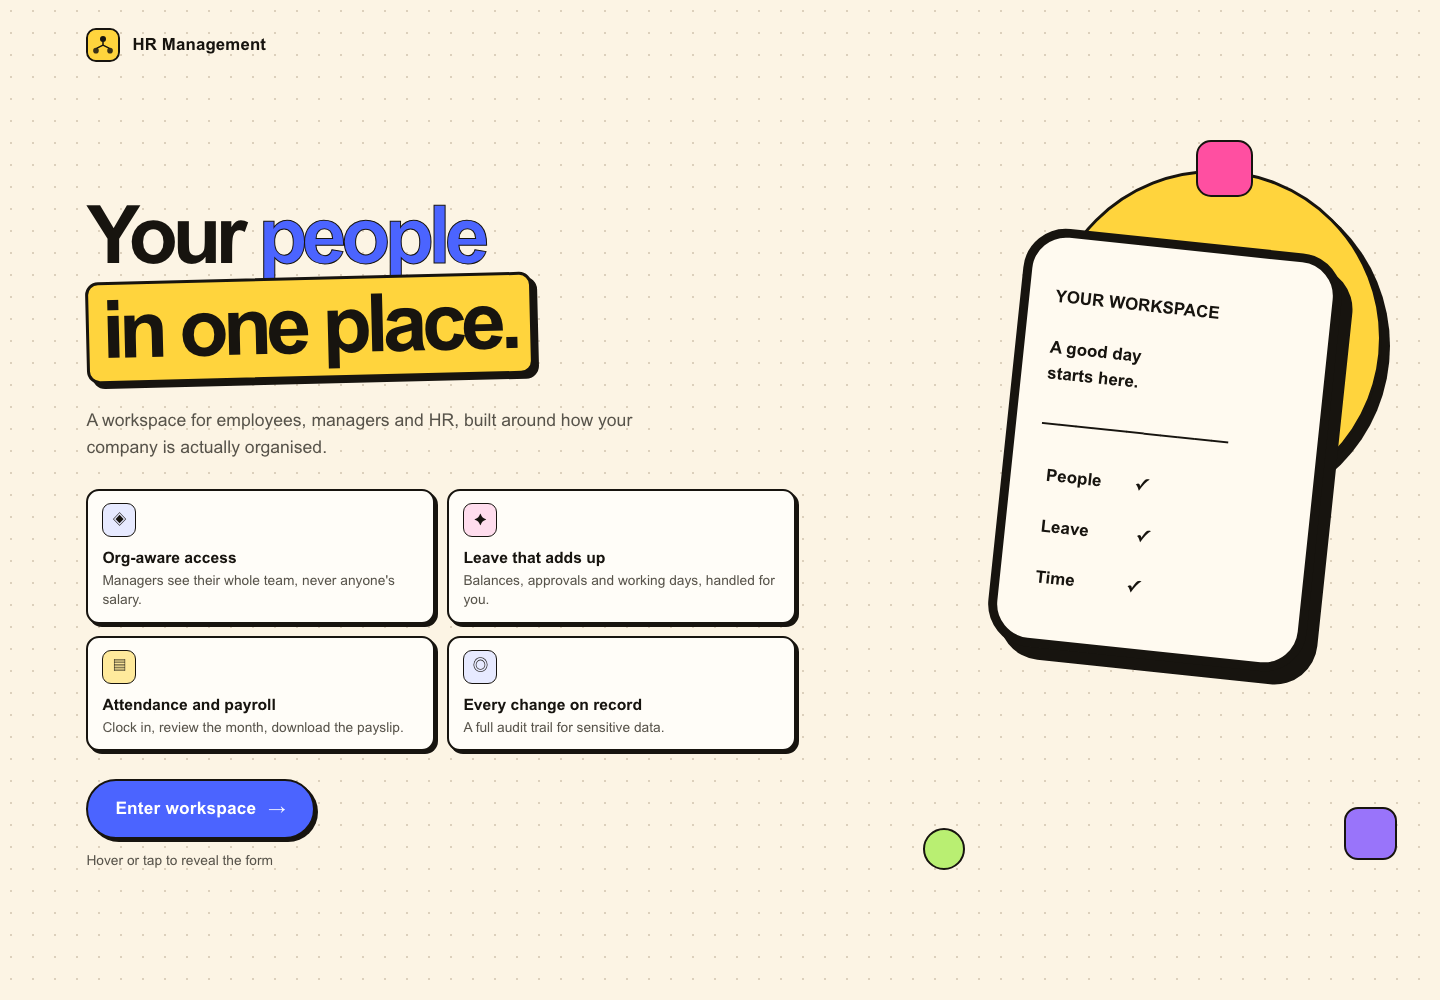 HR Management
Your people
in one place.
A workspace for employees, managers and HR, built around how your
company is actually organised.
Org-aware access
Managers see their whole team, never anyone's
salary.
Leave that adds up
Balances, approvals and working days, handled for
you.
Attendance and payroll
Clock in, review the month, download the payslip.
Every change on record
A full audit trail for sensitive data.
Enter workspace →
Hover or tap to reveal the form
YOUR WORKSPACE
A good day
starts here.
People ✓
Leave ✓
Time ✓